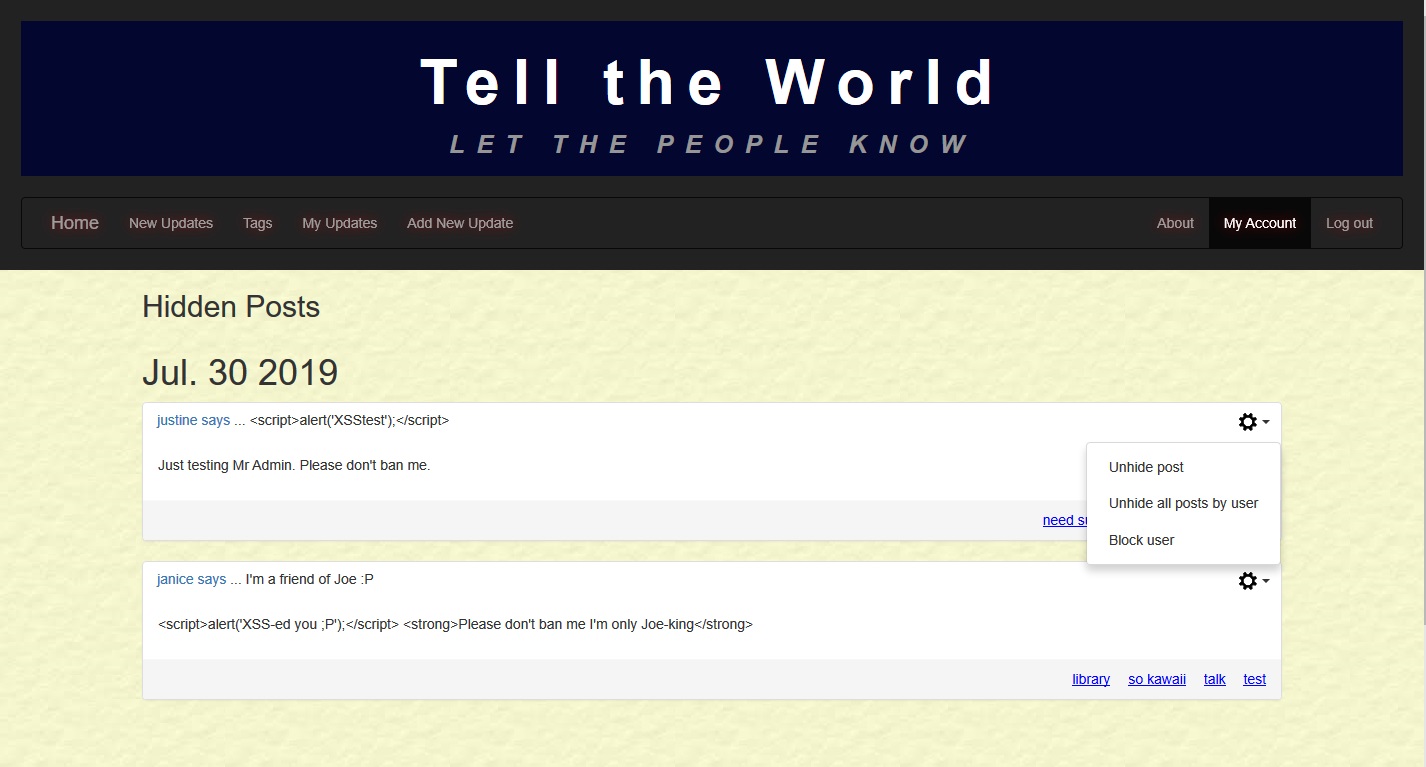 Tell the World
LET THE PEOPLE KNOW
Home New Updates Tags My Updates Add New Update About My Account Log out
Hidden Posts
Jul. 30 2019
justine says ... <script>alert('XSStest');</script>
Just testing Mr Admin. Please don't ban me.
Unhide post
Unhide all posts by user
need
Block user
janice says ... I'm a friend of Joe :P
<script>alert('XSS-ed you ;P');</script> <strong>Please don't ban me I'm only Joe-king</strong>
library so kawaii talk test